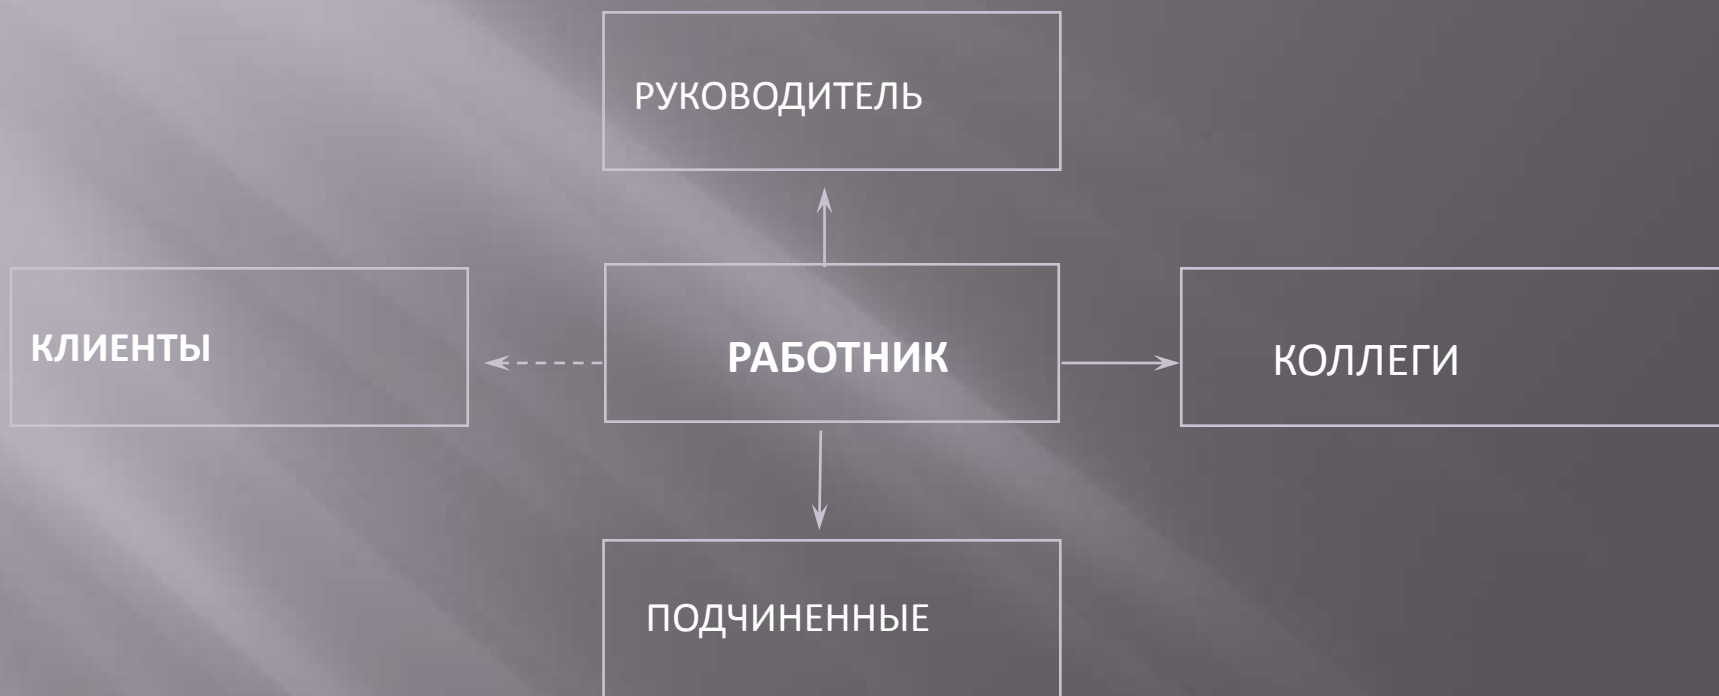 РУКОВОДИТЕЛЬ
КЛИЕНТЫ
РАБОТНИК
КОЛЛЕГИ
ПОДЧИНЕННЫЕ